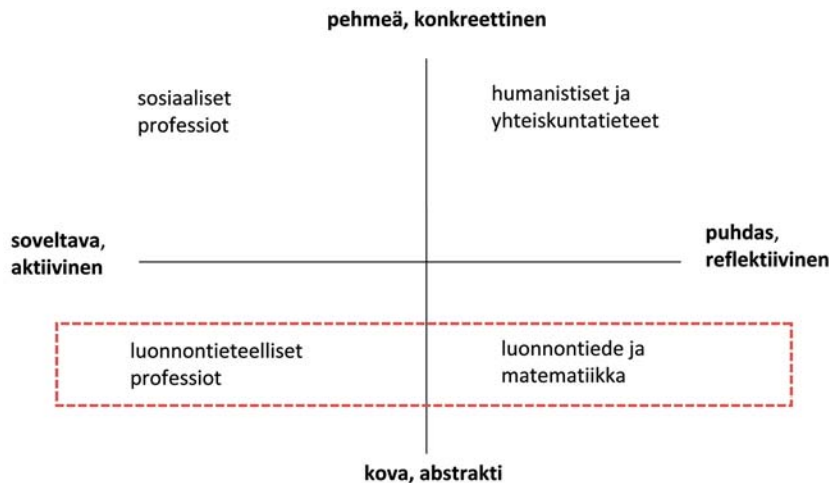 pehmeä, konkreettinen
sosiaaliset
professiot
humanistiset ja
yhteiskuntatieteet
soveltava,
aktiivinen
puhdas,
reflektiivinen
luonnontieteelliset
professiot
luonnontiede ja
matematiikka
kova, abstrakti